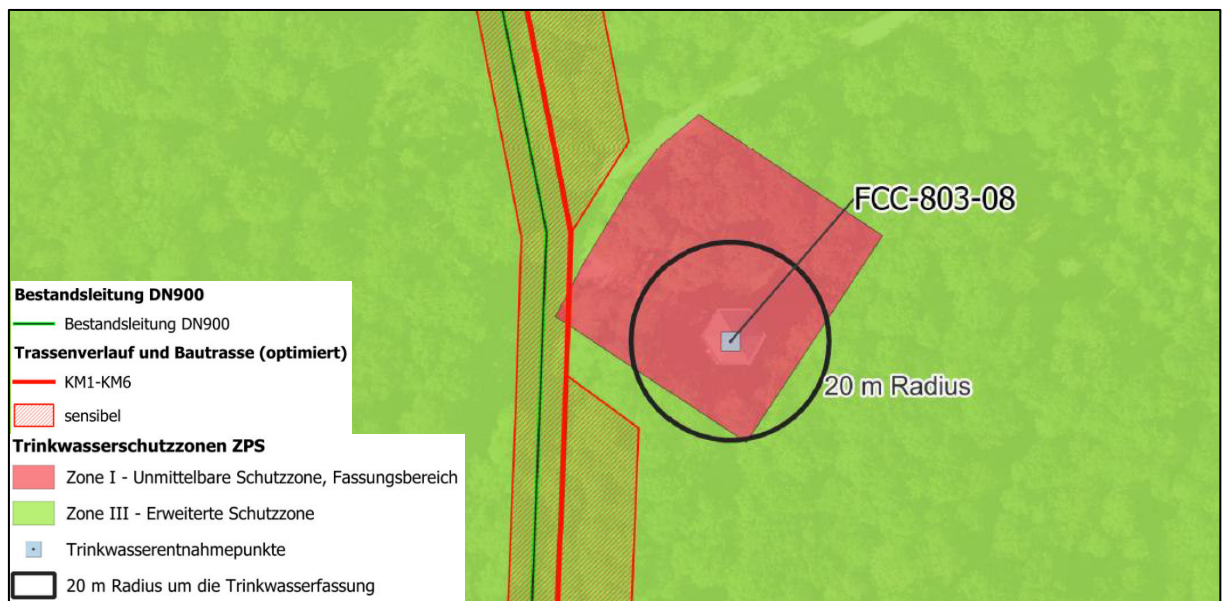 FCC-803-08
20 m Radius
Bestandsleitung DN900
Bestandsleitung DN900
Trassenverlauf und Bautrasse (optimiert)
KM1-KM6
sensibel
Trinkwasserschutzzonen ZPS
Zone I - Unmittelbare Schutzzone, Fassungsbereich
Zone III - Erweiterte Schutzzone
Trinkwasserentnahmepunkte
20 m Radius um die Trinkwasserfassung